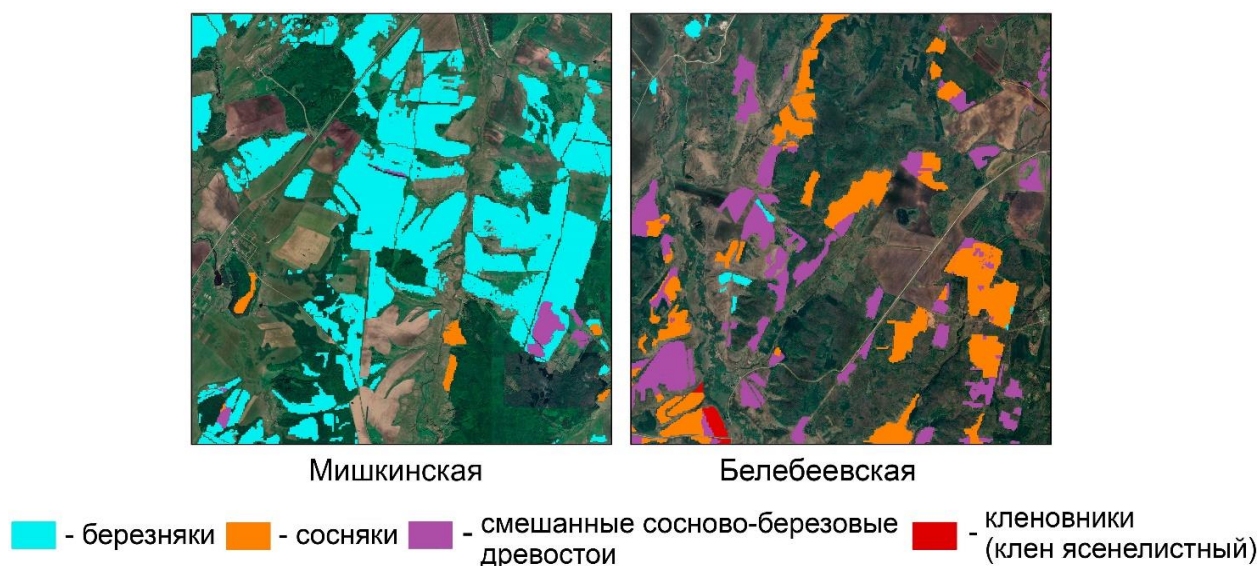 Мишкинская
Белебеевская
- березняки
- сосняки
- смешанные сосново-березовые
древостои
- кленовники
(клен ясенелистный)